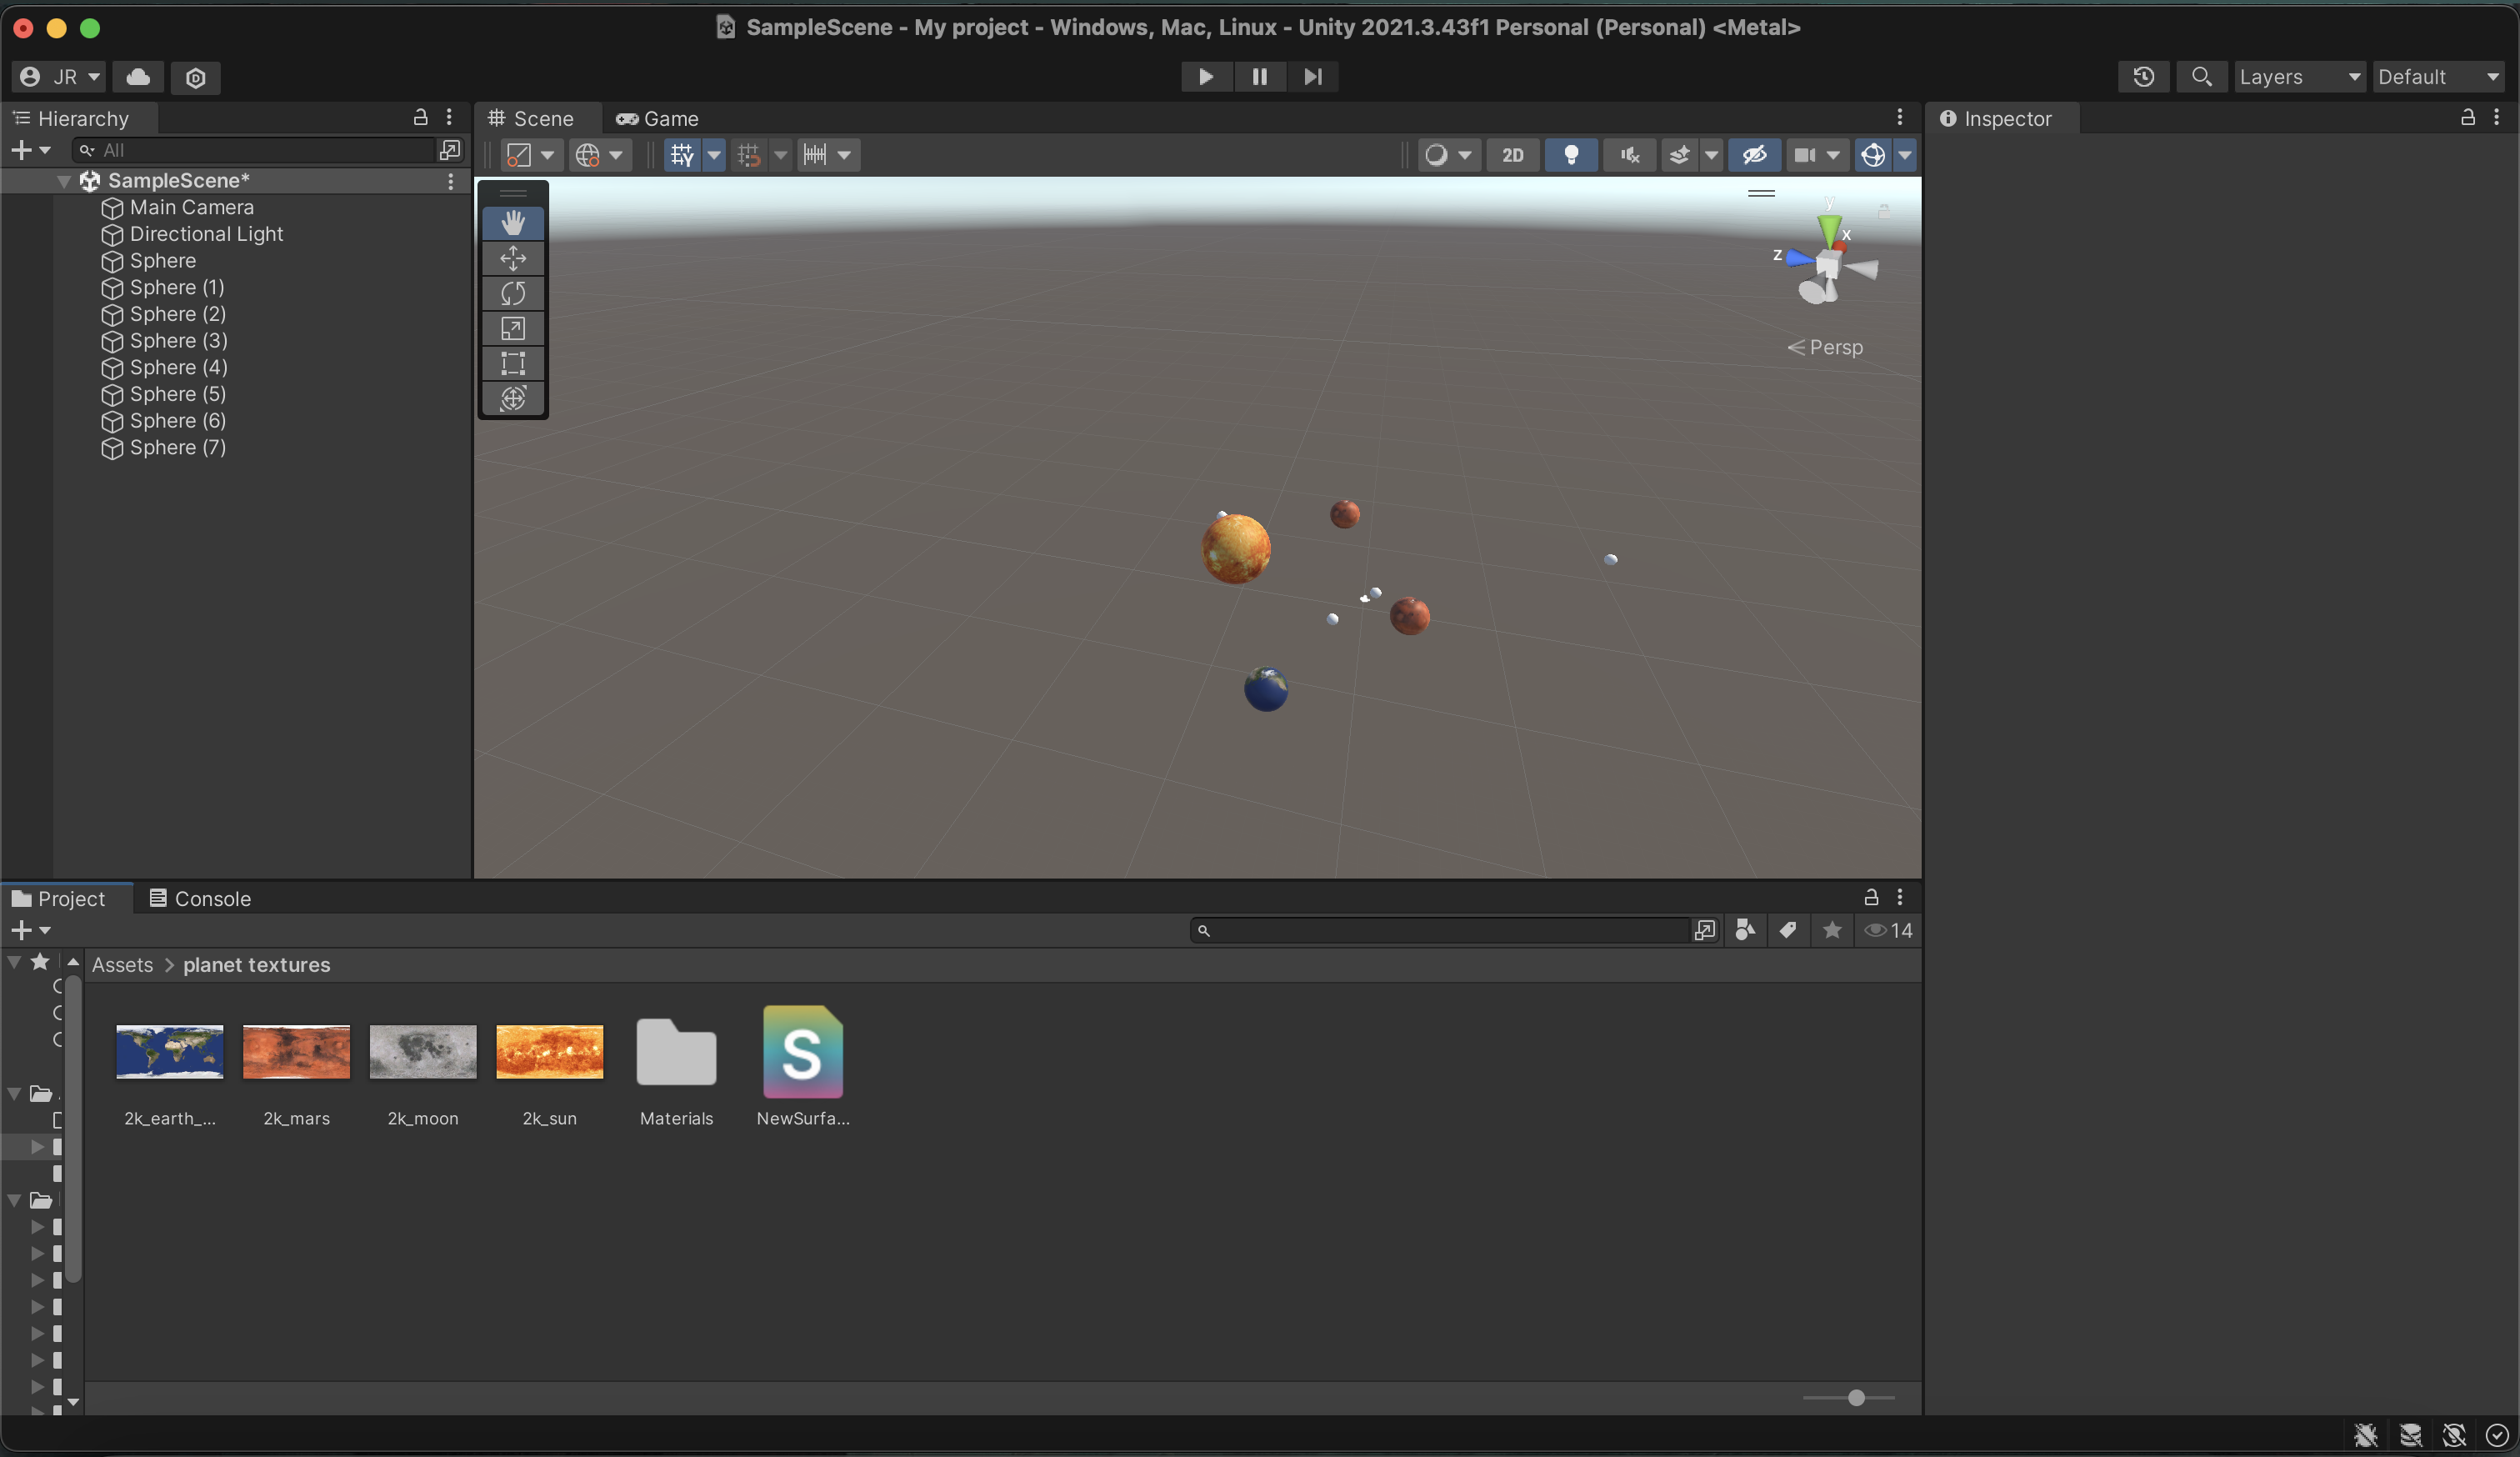 SampleScene - My project - Windows, Mac, Linux - Unity 2021.3.43f1 Personal (Personal) <Metal>
JR
Layers
Default
Hierarchy
Scene
Game
Inspector
All
2D
SampleScene*
Main Camera
Directional Light
Sphere
Sphere (1)
Sphere (2)
Sphere (3)
Sphere (4)
Sphere (5)
Sphere (6)
Sphere (7)
y
x
z
Persp
Project
Console
14
Assets > planet textures
S
2k_earth_...
2k_mars
2k_moon
2k_sun
Materials
NewSurfa...